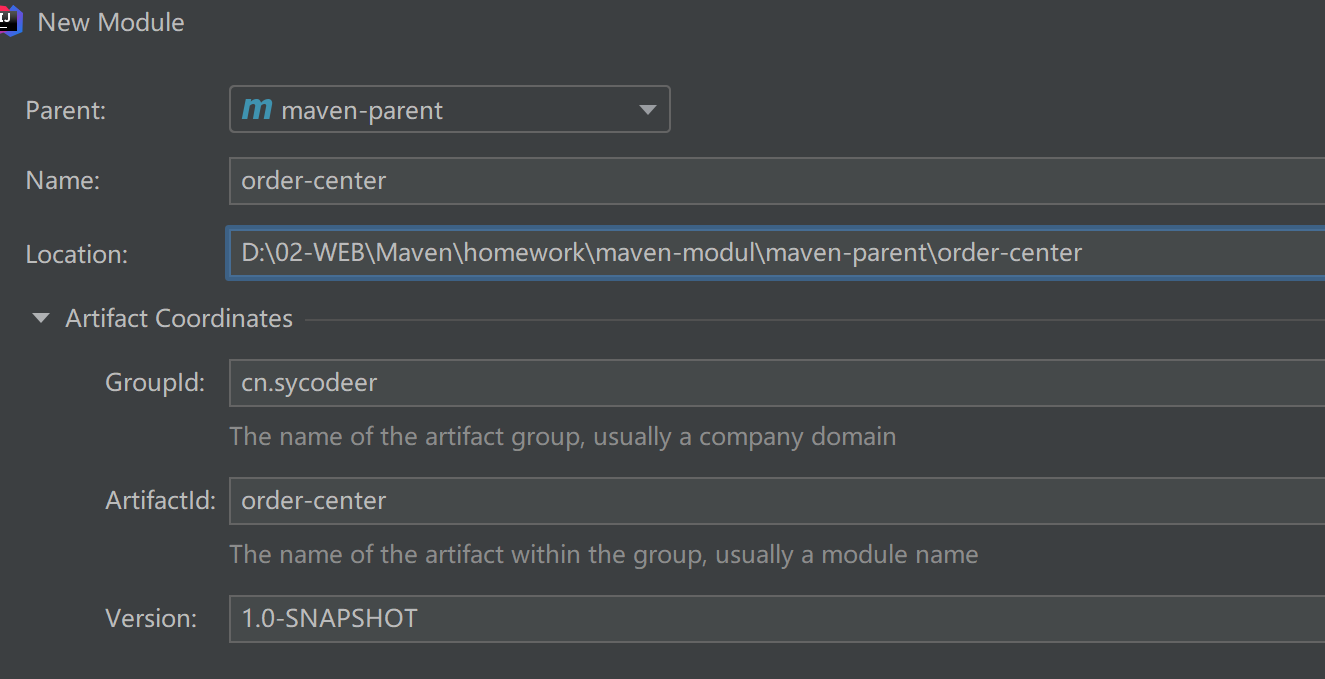 IJ
New Module
Parent: m maven-parent
Name: order-center
Location: D:\02-WEB\Maven\homework\maven-modul\maven-parent\order-center
Artifact Coordinates
GroupId: cn.sycodeer
The name of the artifact group, usually a company domain
ArtifactId: order-center
The name of the artifact within the group, usually a module name
Version: 1.0-SNAPSHOT